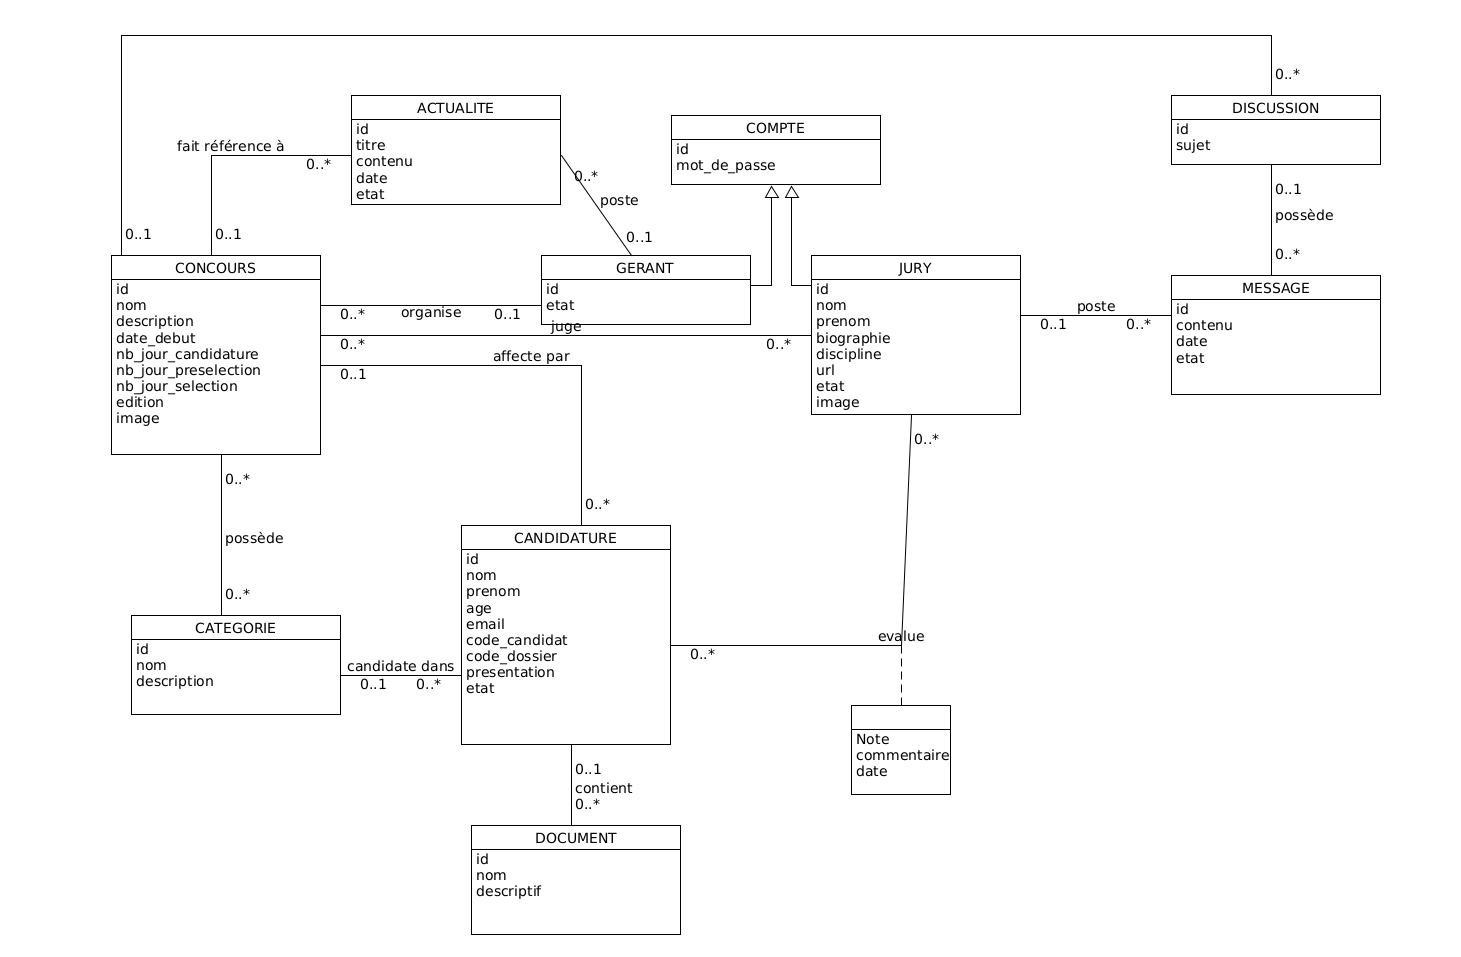 0..*
ACTUALITE
id
titre
contenu
date
etat
COMPTE
id
mot_de_passe
DISCUSSION
id
sujet
fait référence à
0..*
0..*
poste
0..1
0..1
possède
0..*
0..1
0..1
CONCOURS
id
nom
description
date_debut
nb_jour_candidature
nb_jour_preselection
nb_jour_selection
edition
image
GERANT
id
etat
JURY
id
nom
prenom
biographie
discipline
url
etat
image
MESSAGE
id
contenu
date
etat
0..*
organise
0..1
juge
0..*
0..*
poste
0..1
0..*
affecte par
0..1
0..*
0..*
0..*
possède
0..*
CANDIDATURE
id
nom
prenom
age
email
code_candidat
code_dossier
presentation
etat
CATEGORIE
id
nom
description
candidate dans
0..1
0..*
evalue
0..*
Note
commentaire
date
0..1
contient
0..*
DOCUMENT
id
nom
descriptif